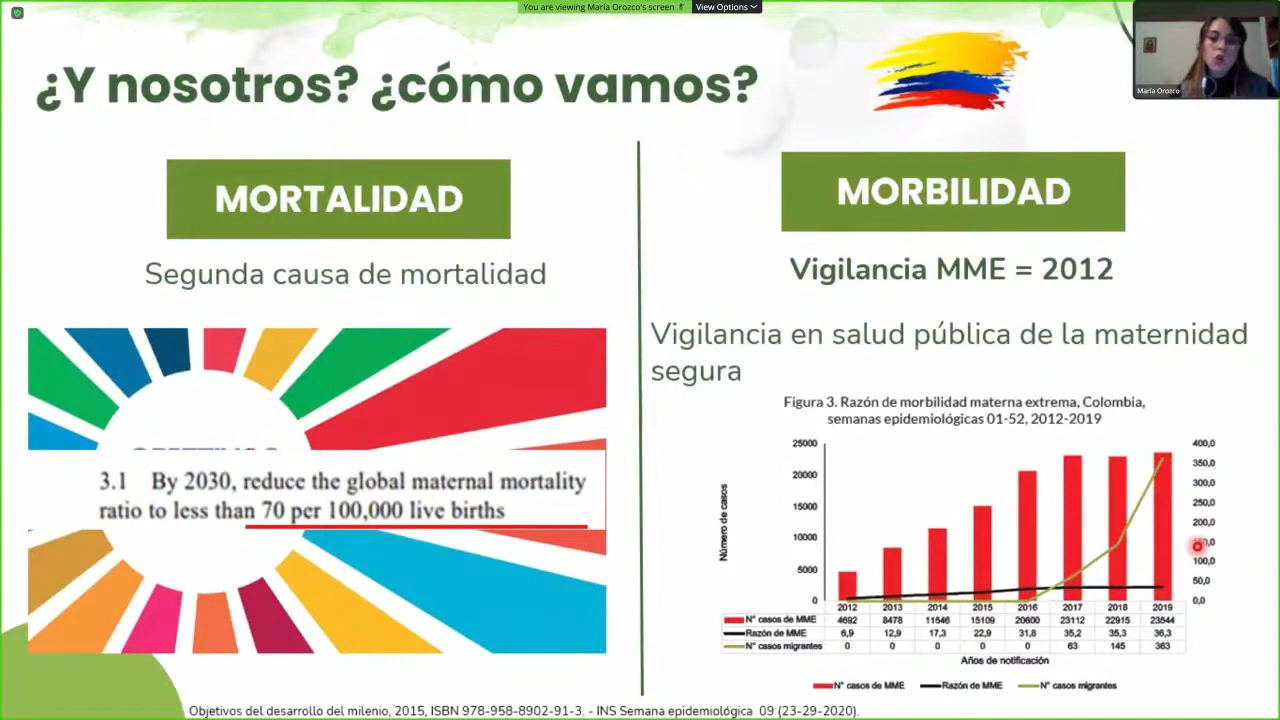 You are viewing María Orozco's screen
View Options
María Orozco
¿Y nosotros? ¿cómo vamos?
MORTALIDAD
Segunda causa de mortalidad
3.1 By 2030, reduce the global maternal mortality
ratio to less than 70 per 100,000 live births
MORBILIDAD
Vigilancia MME = 2012
Vigilancia en salud pública de la maternidad
segura
Figura 3. Razón de morbilidad materna extrema, Colombia,
semanas epidemiológicas 01-52, 2012-2019
Número de casos
25000
20000
15000
10000
5000
0
400,0
350,0
300,0
250,0
200,0
100,0
50,0
0,0
2012 2013 2014 2015 2016 2017 2018 2019
N° casos de MME 4692 8478 11546 15109 20600 23112 22915 23544
Razón de MME 6,9 12,9 17,3 22,9 31,8 35,2 35,3 36,3
N° casos migrantes 0 0 0 0 0 63 145 363
Años de notificación
N° casos de MME Razón de MME N° casos migrantes
Objetivos del desarrollo del milenio, 2015, ISBN 978-958-8902-91-3. - INS Semana epidemiológica 09 (23-29-2020).